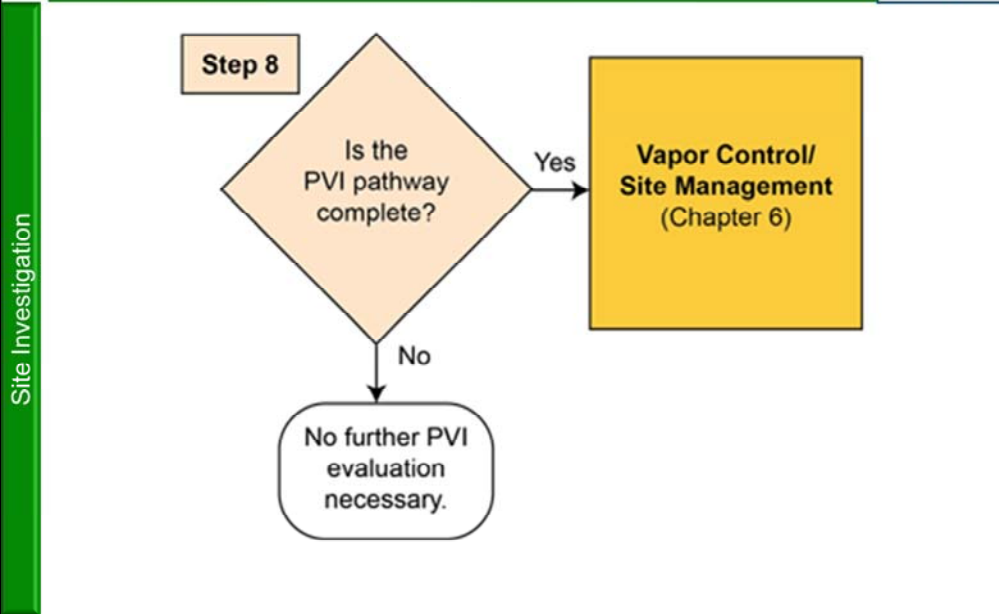 Site Investigation
Step 8
Is the
PVI pathway
complete?
Yes
Vapor Control/
Site Management
(Chapter 6)
No
No further PVI
evaluation
necessary.